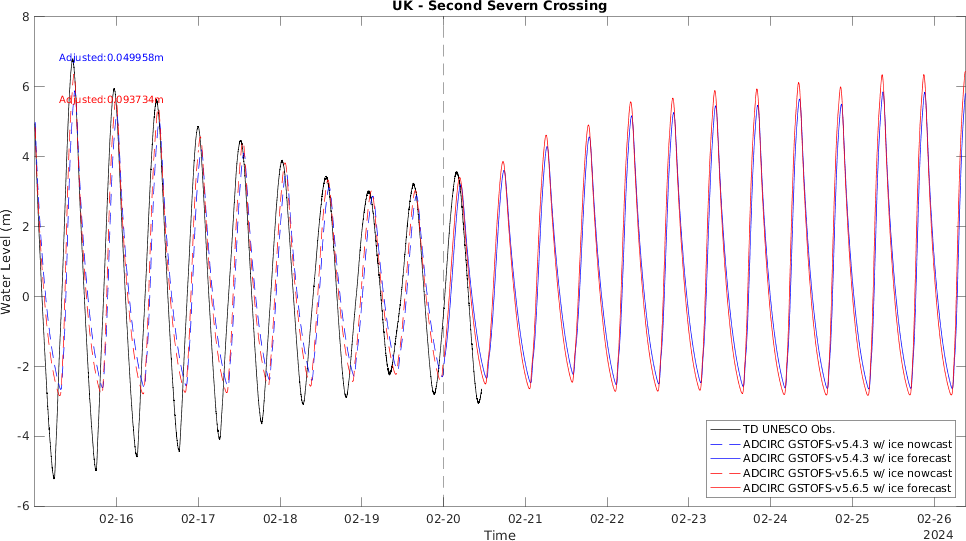 UK - Second Severn Crossing
Adjusted:0.049958m
Adjusted:0.093734m
Water Level (m)
8
6
4
2
0
-2
-4
-6
02-16
02-17
02-18
02-19
02-20
02-21
02-22
02-23
02-24
02-25
02-26
2024
Time
TD UNESCO Obs.
ADCIRC GSTOFS-v5.4.3 w/ ice nowcast
ADCIRC GSTOFS-v5.4.3 w/ ice forecast
ADCIRC GSTOFS-v5.6.5 w/ ice nowcast
ADCIRC GSTOFS-v5.6.5 w/ ice forecast